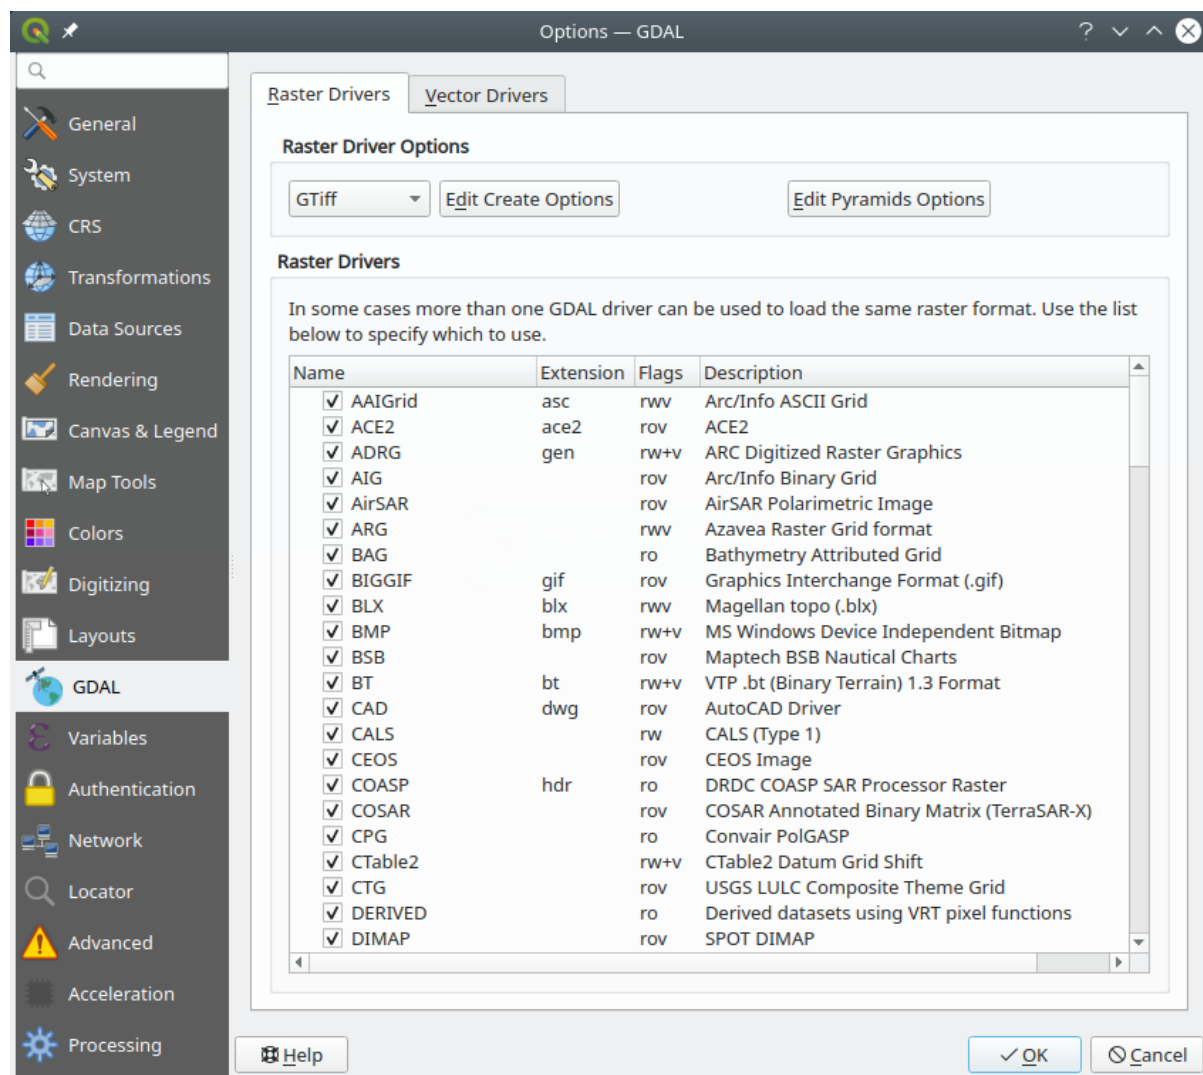 Options — GDAL
General
System
CRS
Transformations
Data Sources
Rendering
Canvas & Legend
Map Tools
Colors
Digitizing
Layouts
GDAL
Variables
Authentication
Network
Locator
Advanced
Acceleration
Processing
Raster Drivers Vector Drivers
Raster Driver Options
GTiff Edit Create Options Edit Pyramids Options
Raster Drivers
In some cases more than one GDAL driver can be used to load the same raster format. Use the list
below to specify which to use.
Name Extension Flags Description
AAIGrid asc rwv Arc/Info ASCII Grid
ACE2 ace2 rov ACE2
ADRG gen rw+v ARC Digitized Raster Graphics
AIG rov Arc/Info Binary Grid
AirSAR rov AirSAR Polarimetric Image
ARG rwv Azavea Raster Grid format
BAG ro Bathymetry Attributed Grid
BIGGIF gif rov Graphics Interchange Format (.gif)
BLX blx rwv Magellan topo (.blx)
BMP bmp rw+v MS Windows Device Independent Bitmap
BSB rov Maptech BSB Nautical Charts
BT bt rw+v VTP .bt (Binary Terrain) 1.3 Format
CAD dwg rov AutoCAD Driver
CALS rw CALS (Type 1)
CEOS rov CEOS Image
COASP hdr ro DRDC COASP SAR Processor Raster
COSAR rov COSAR Annotated Binary Matrix (TerraSAR-X)
CPG ro Convair PolGASP
CTable2 rw+v CTable2 Datum Grid Shift
CTG rov USGS LULC Composite Theme Grid
DERIVED ro Derived datasets using VRT pixel functions
DIMAP rov SPOT DIMAP
Help OK Cancel